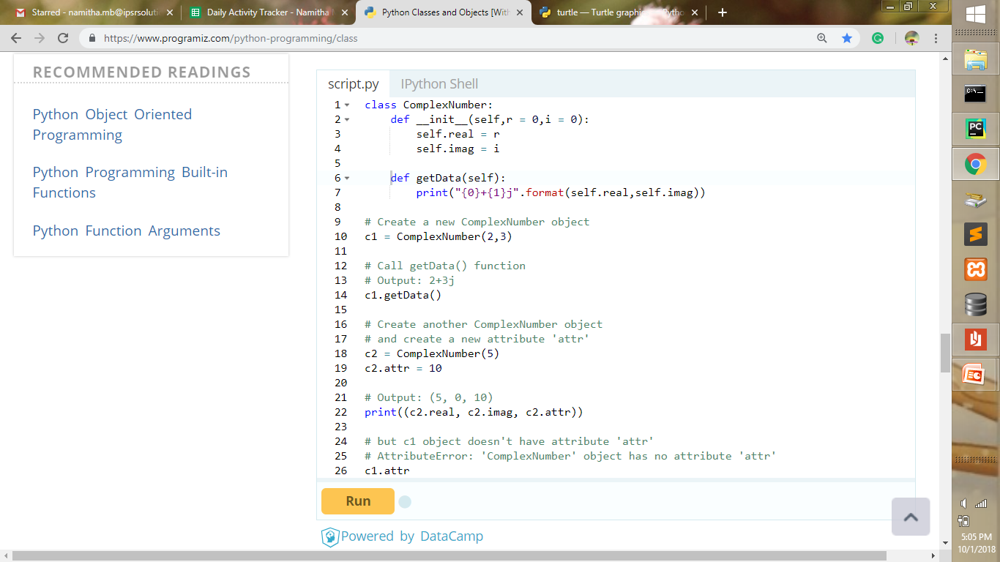 Starred - namitha.mb@ipsrsoluti
Daily Activity Tracker - Namitha M
Python Classes and Objects [Wit
turtle — Turtle graphi
https://www.programiz.com/python-programming/class
RECOMMENDED READINGS
Python Object Oriented
Programming
Python Programming Built-in
Functions
Python Function Arguments
script.py IPython Shell
1 class ComplexNumber:
2     def __init__(self,r = 0,i = 0):
3         self.real = r
4         self.imag = i
5
6     def getData(self):
7         print("{0}+{1}j".format(self.real,self.imag))
8
9 # Create a new ComplexNumber object
10 c1 = ComplexNumber(2,3)
11
12 # Call getData() function
13 # Output: 2+3j
14 c1.getData()
15
16 # Create another ComplexNumber object
17 # and create a new attribute 'attr'
18 c2 = ComplexNumber(5)
19 c2.attr = 10
20
21 # Output: (5, 0, 10)
22 print((c2.real, c2.imag, c2.attr))
23
24 # but c1 object doesn't have attribute 'attr'
25 # AttributeError: 'ComplexNumber' object has no attribute 'attr'
26 c1.attr
Run
Powered by DataCamp
C:\_
PC
5:05 PM
10/1/2018